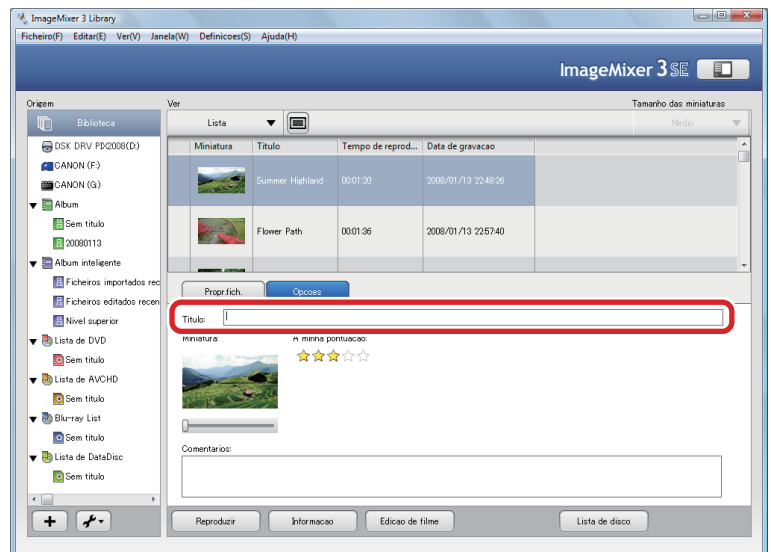 ImageMixer 3 Library
Ficheiro(F) Editar(E) Ver(V) Janela(W) Definicoes(S) Ajuda(H)
ImageMixer 3 SE
Origem
Biblioteca
DSK DRV PD2008(D:)
CANON (F:)
CANON (G:)
Album
Sem titulo
20080113
Album inteligente
Ficheiros importados rec
Ficheiros editados recen
Nivel superior
Lista de DVD
Sem titulo
Lista de AVCHD
Sem titulo
Blu-ray List
Sem titulo
Lista de DataDisc
Sem titulo
Ver
Tamanho das miniaturas
Lista
Medio
Miniatura Titulo Tempo de reprod... Data de gravacao
Summer Highland 00:01:20 2008/01/13 22:48:26
Flower Path 00:01:36 2008/01/13 22:57:40
Propr.fich. Opcoes
Titulo:
Miniatura: A minha pontuacao:
Comentarios:
Reproduzir Informacao Edicao de filme Lista de disco